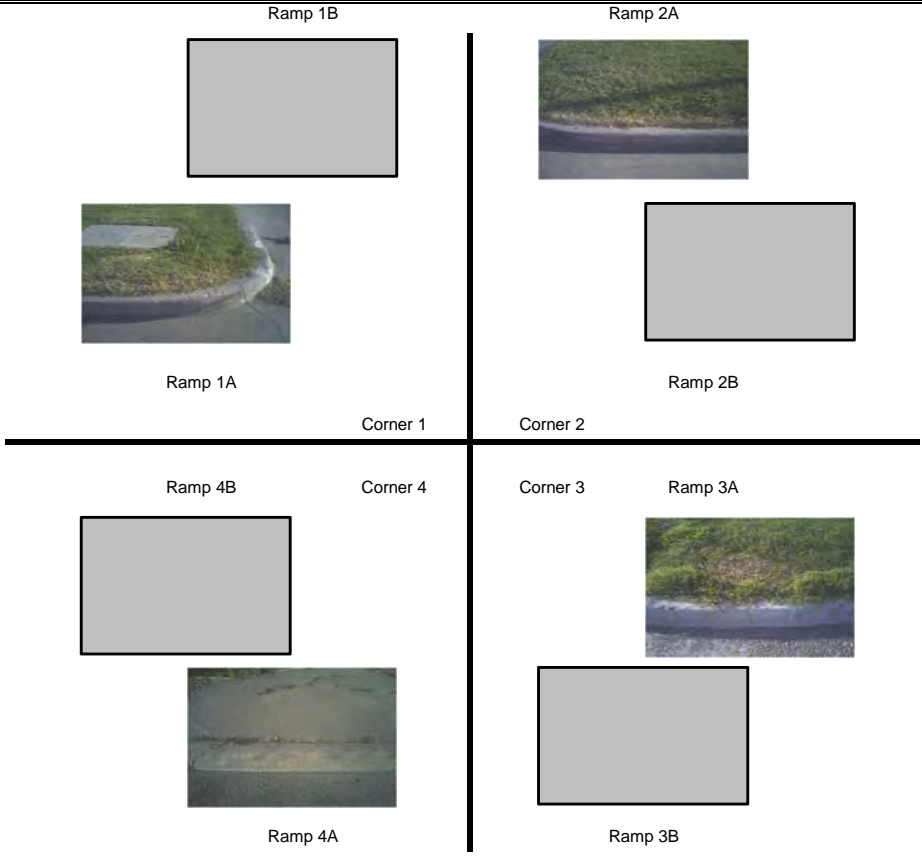 Ramp 1B Ramp 2A
Ramp 1A Ramp 2B
Corner 1 Corner 2
Ramp 4B Corner 4 Corner 3 Ramp 3A
Ramp 4A Ramp 3B